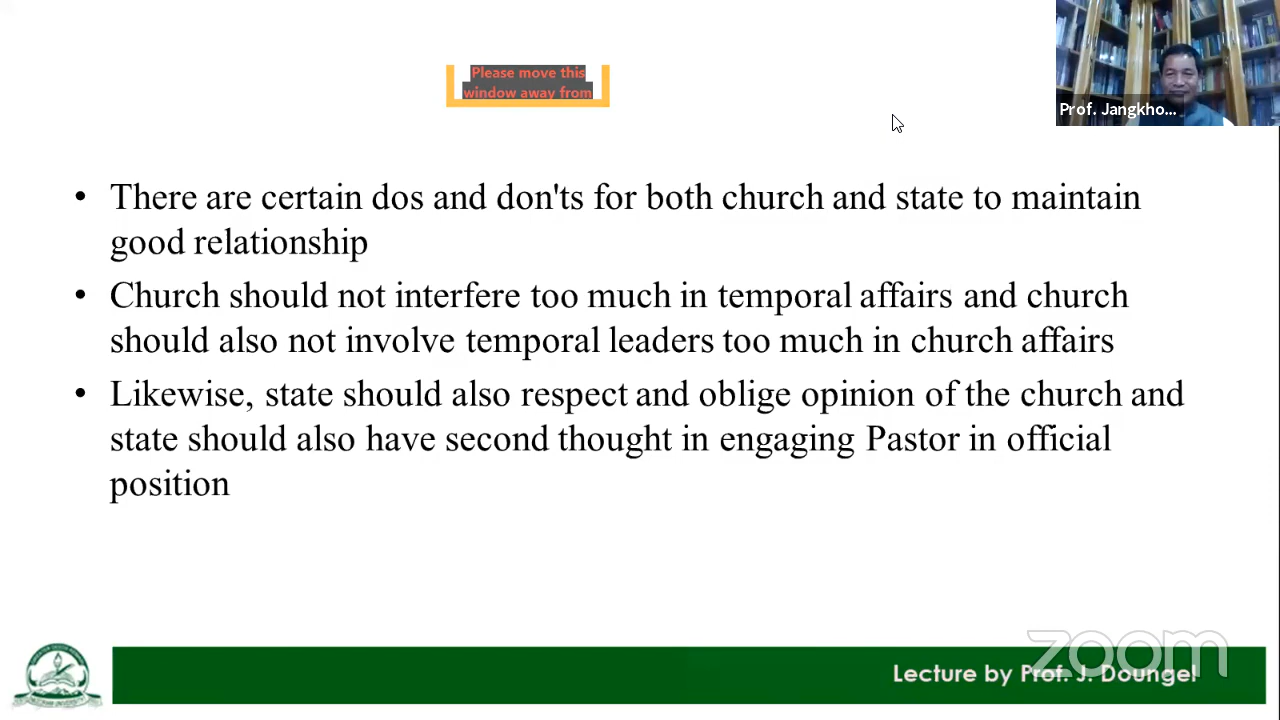 Please move this
window away from
Prof. Jangkho...
• There are certain dos and don'ts for both church and state to maintain
good relationship
• Church should not interfere too much in temporal affairs and church
should also not involve temporal leaders too much in church affairs
• Likewise, state should also respect and oblige opinion of the church and
state should also have second thought in engaging Pastor in official
position
zoom
Lecture by Prof. J. Doungel